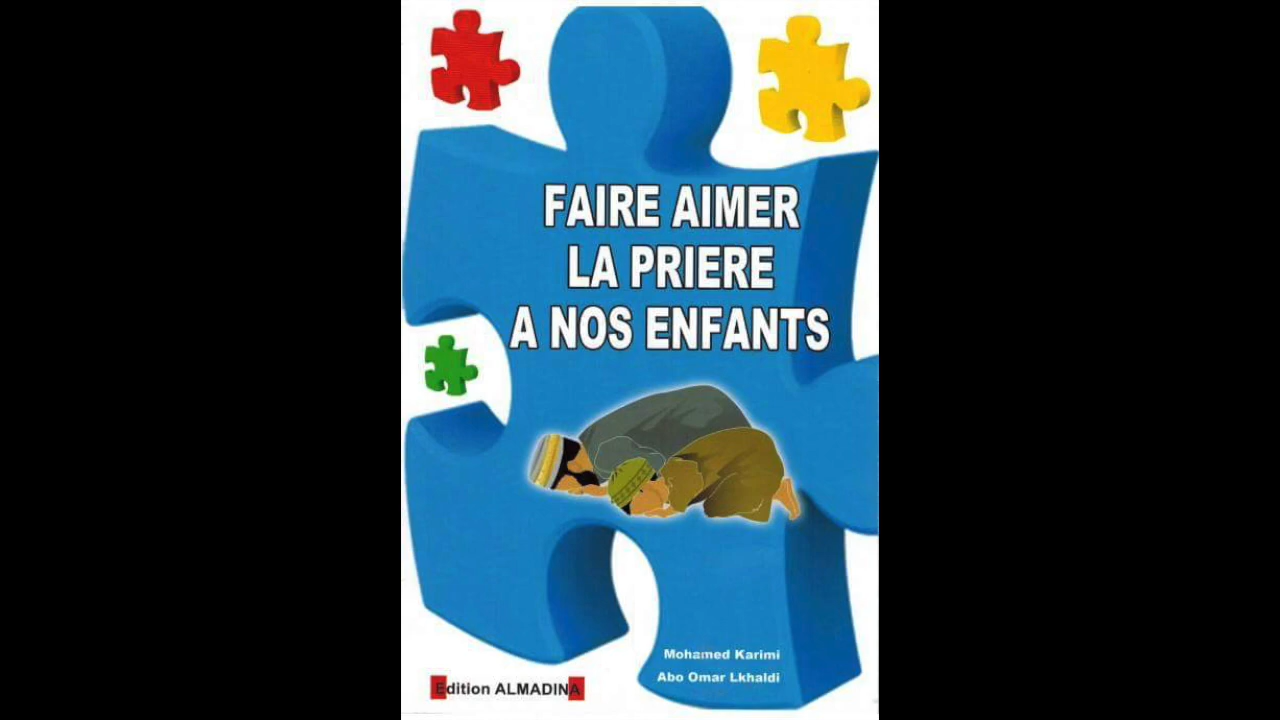 FAIRE AIMER
LA PRIERE
A NOS ENFANTS
Mohamed Karimi
Abo Omar Lkhaldi
Edition ALMADINA